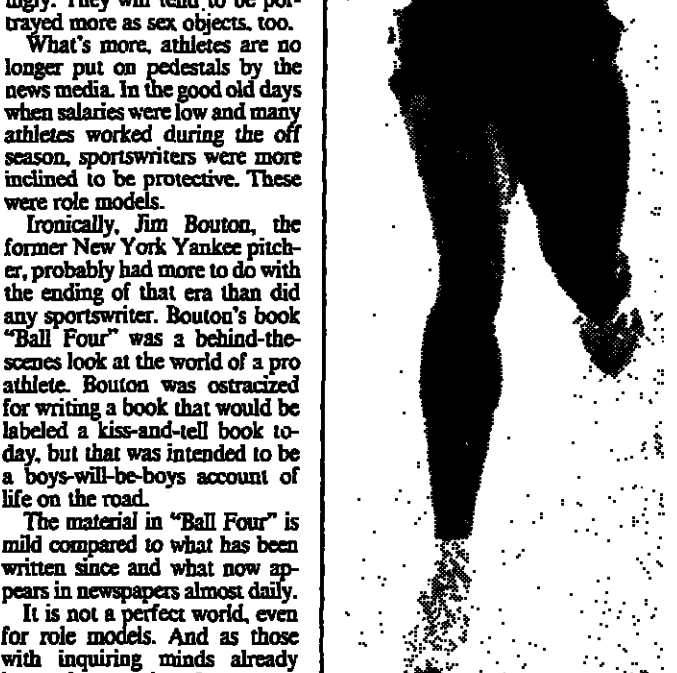 ingly. They will tend to be por-
trayed more as sex objects, too.
What's more, athletes are no
longer put on pedestals by the
news media. In the good old days
when salaries were low and many
athletes worked during the off
season, sportswriters were more
inclined to be protective. These
were role models.
Ironically, Jim Bouton, the
former New York Yankee pitch-
er, probably had more to do with
the ending of that era than did
any sportswriter. Bouton's book
"Ball Four" was a behind-the-
scenes look at the world of a pro
athlete. Bouton was ostracized
for writing a book that would be
labeled a kiss-and-tell book to-
day, but that was intended to be
a boys-will-be-boys account of
life on the road.
The material in "Ball Four" is
mild compared to what has been
written since and what now ap-
pears in newspapers almost daily.
It is not a perfect world, even
for role models. And as those
with inquiring minds already